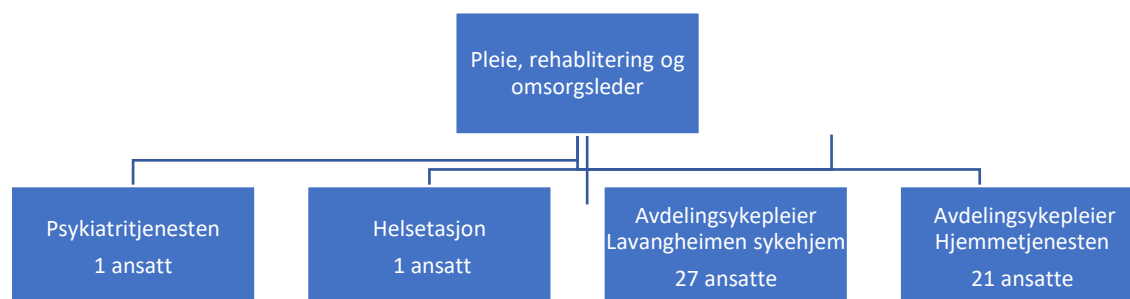 Pleie, rehablitering og
omsorgsleder
Psykiatritjenesten
1 ansatt
Helsetasjon
1 ansatt
Avdelingsykepleier
Lavangheimen sykehjem
27 ansatte
Avdelingsykepleier
Hjemmetjenesten
21 ansatte